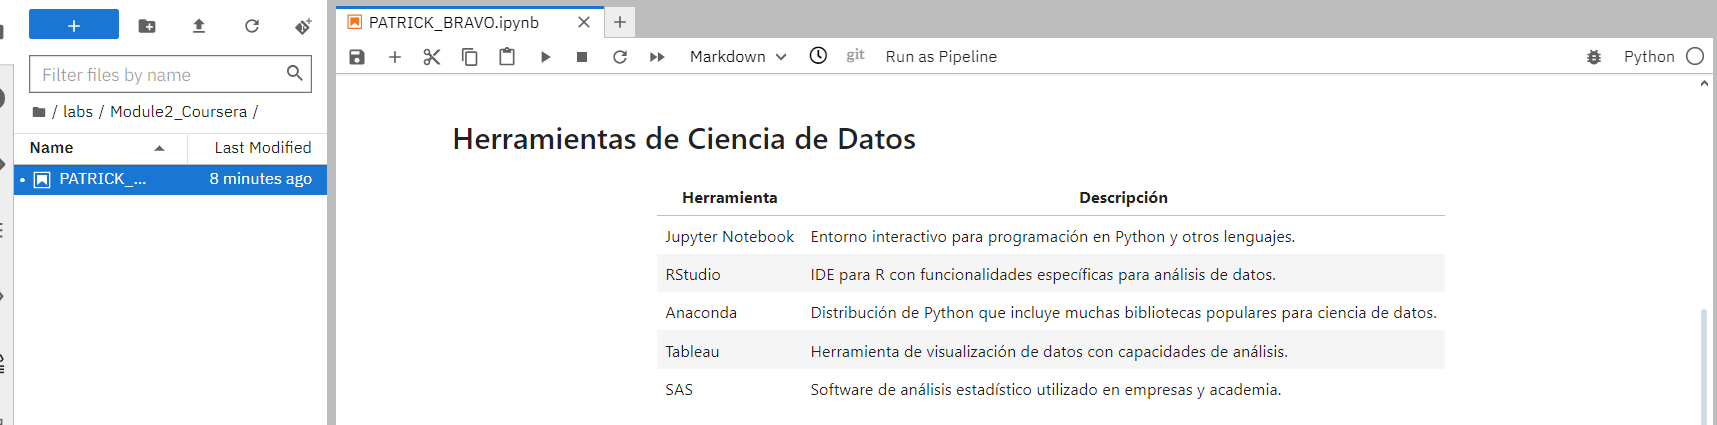 +
PATRICK_BRAVO.ipynb × +
Filter files by name
/ labs / Module2_Coursera /
Name Last Modified
PATRICK_... 8 minutes ago
Markdown git Run as Pipeline Python
Herramientas de Ciencia de Datos
Herramienta Descripción
Jupyter Notebook Entorno interactivo para programación en Python y otros lenguajes.
RStudio IDE para R con funcionalidades específicas para análisis de datos.
Anaconda Distribución de Python que incluye muchas bibliotecas populares para ciencia de datos.
Tableau Herramienta de visualización de datos con capacidades de análisis.
SAS Software de análisis estadístico utilizado en empresas y academia.